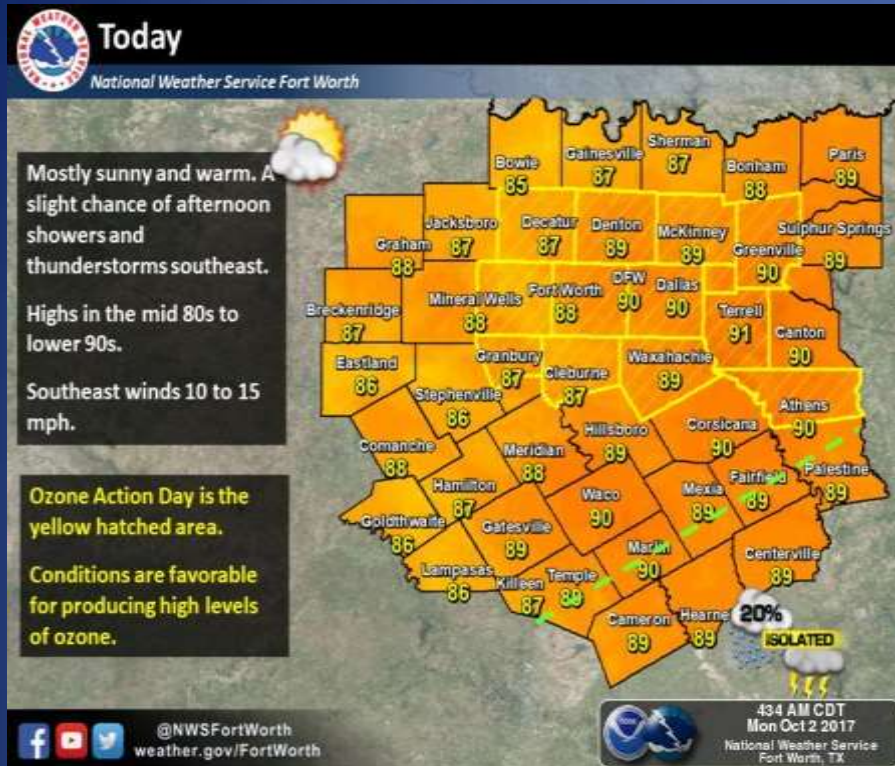 Today
National Weather Service Fort Worth
Mostly sunny and warm. A
slight chance of afternoon
showers and
thunderstorms southeast.
Highs in the mid 80s to
lower 90s.
Southeast winds 10 to 15
mph.
Ozone Action Day is the
yellow hatched area.
Conditions are favorable
for producing high levels
of ozone.
Bowie
85
Gainesville
87
Sherman
87
Bonham
88
Paris
89
Graham
88
Jacksboro
87
Decatur
87
Denton
89
McKinney
89
Greenville
90
Sulphur Springs
89
Breckenridge
87
Mineral Wells
88
Fort Worth
88
DFW
90
Dallas
90
Terrell
91
Canton
90
Eastland
86
Stephenville
86
Granbury
87
Cleburne
87
Waxahachie
89
Athens
90
Comanche
88
Hamilton
87
Meridian
88
Hillsboro
89
Corsicana
90
Palestine
89
Goldthwaite
86
Gatesville
89
Waco
90
Mexia
89
Fairfield
89
Lampasas
86
Killeen
87
Temple
89
Marlin
90
Centerville
89
Cameron
89
Hearne
89
20%
ISOLATED
@NWSFortWorth
weather.gov/FortWorth
434 AM CDT
Mon Oct 2 2017
National Weather Service
Fort Worth, TX